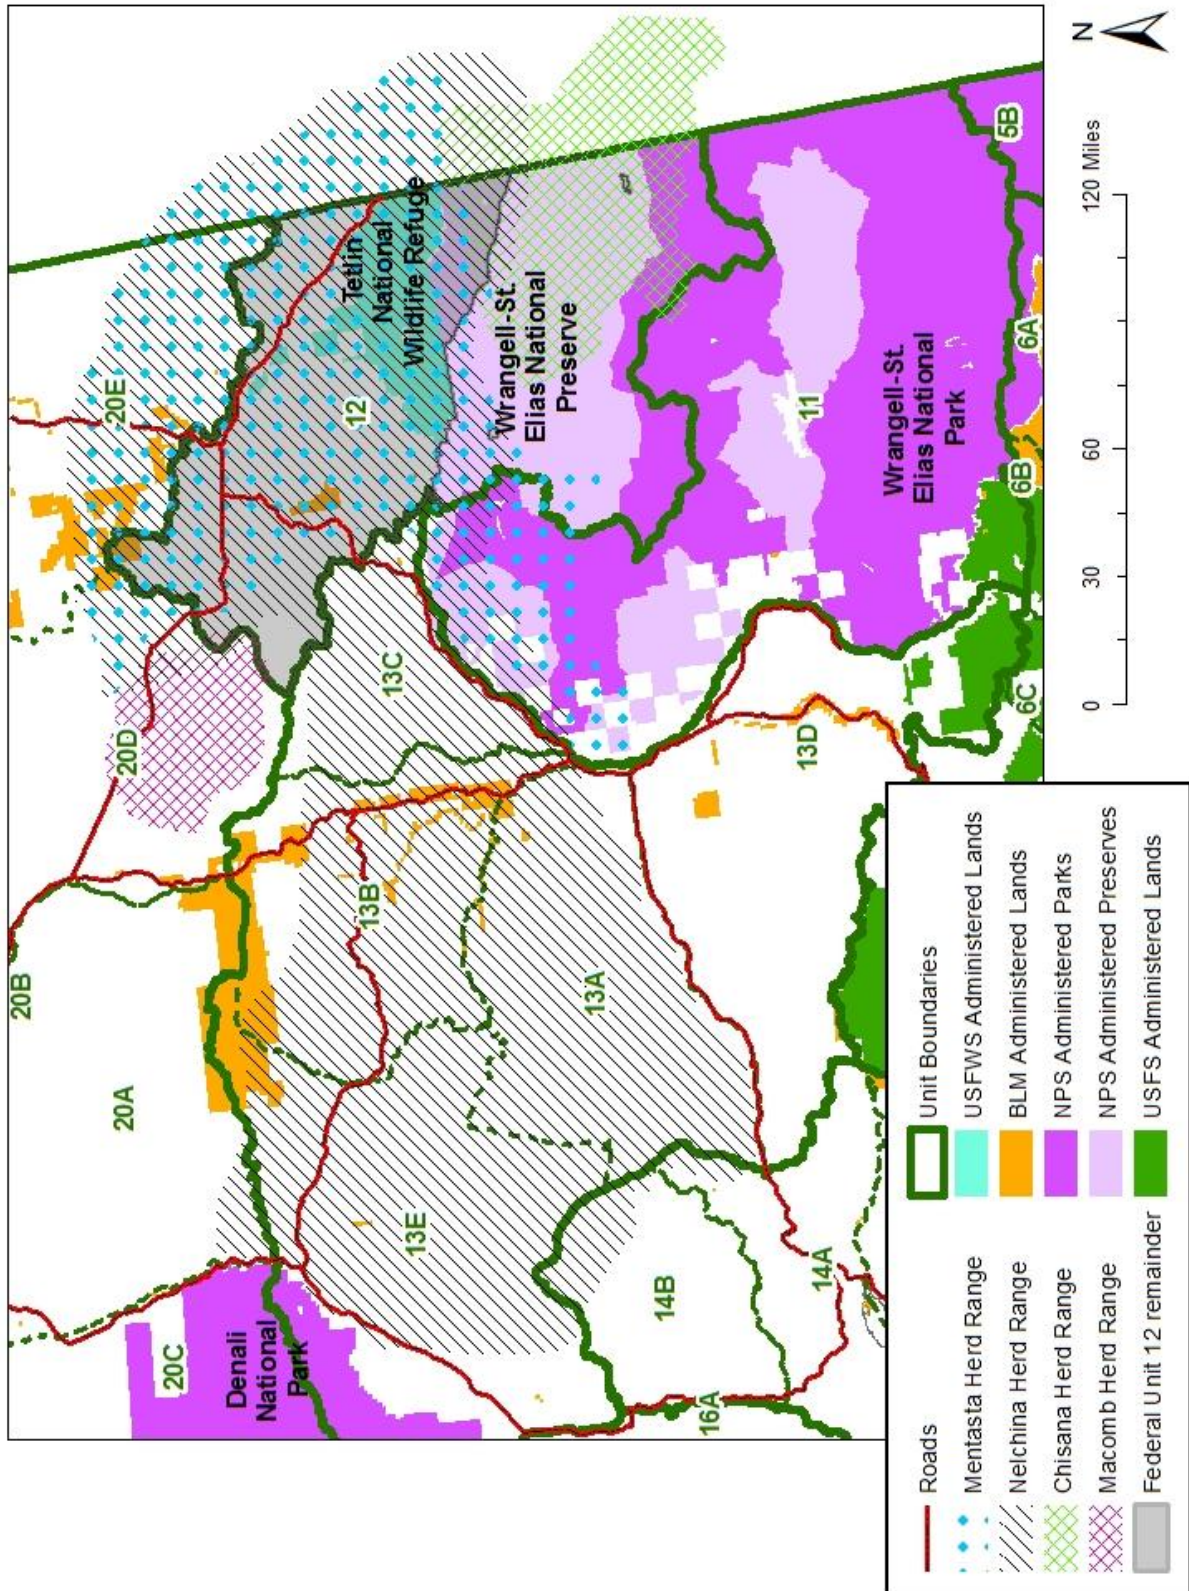 20B
20A
20C
20D
20E
Denali
National
Park
13B
13C
13E
13A
13D
12
Tetlin
National
Wildlife Refuge
Wrangell-St.
Elias National
Preserve
11
Wrangell-St.
Elias National
Park
14B
14A
16A
6C
6B
6A
5B
Roads
Mentasta Herd Range
Nelchina Herd Range
Chisana Herd Range
Macomb Herd Range
Federal Unit 12 remainder
Unit Boundaries
USFWS Administered Lands
BLM Administered Lands
NPS Administered Parks
NPS Administered Preserves
USFS Administered Lands
0 30 60 120 Miles
N